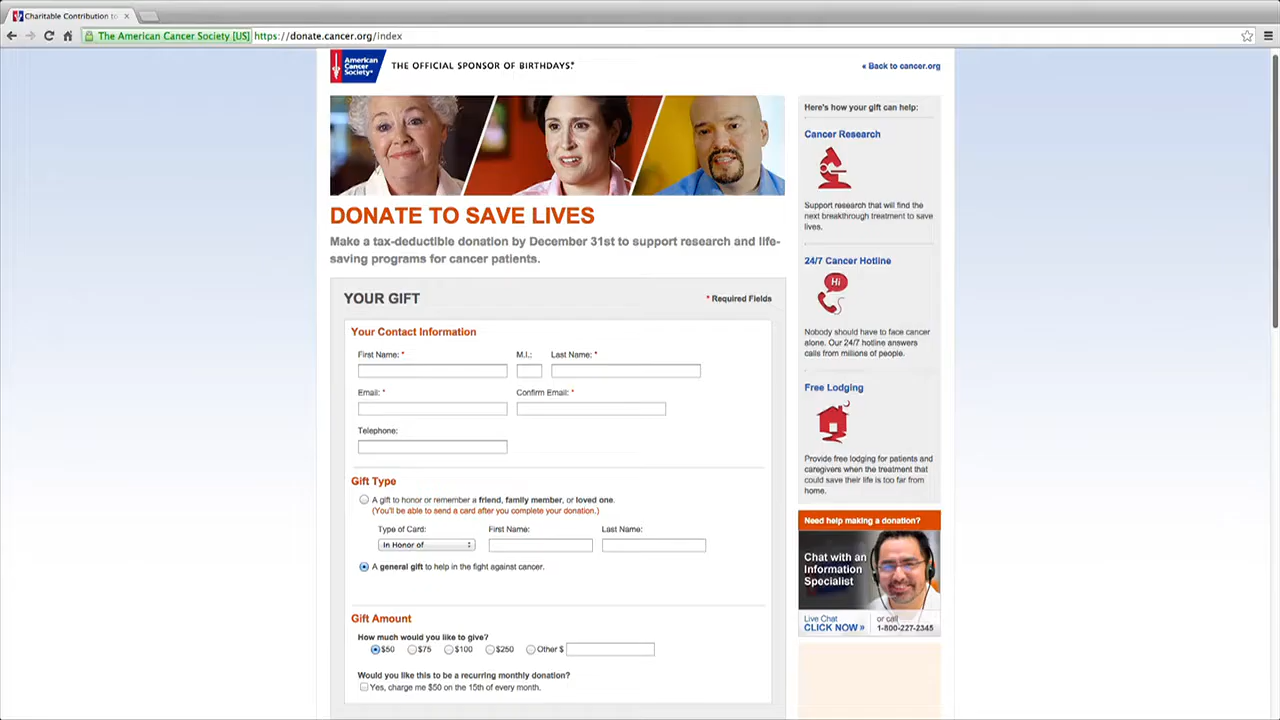 Charitable Contribution to
The American Cancer Society [US] https://donate.cancer.org/index
American
Cancer
Society®
THE OFFICIAL SPONSOR OF BIRTHDAYS.®
« Back to cancer.org
DONATE TO SAVE LIVES
Make a tax-deductible donation by December 31st to support research and life-
saving programs for cancer patients.
YOUR GIFT
* Required Fields
Your Contact Information
First Name: * M.I.: Last Name: *
Email: * Confirm Email: *
Telephone:
Gift Type
A gift to honor or remember a friend, family member, or loved one.
(You'll be able to send a card after you complete your donation.)
Type of Card: First Name: Last Name:
In Honor of
A general gift to help in the fight against cancer.
Gift Amount
How much would you like to give?
$50 $75 $100 $250 Other $
Would you like this to be a recurring monthly donation?
Yes, charge me $50 on the 15th of every month.
Here's how your gift can help:
Cancer Research
Support research that will find the
next breakthrough treatment to save
lives.
24/7 Cancer Hotline
Hi
Nobody should have to face cancer
alone. Our 24/7 hotline answers
calls from millions of people.
Free Lodging
Provide free lodging for patients and
caregivers when the treatment that
could save their life is too far from
home.
Need help making a donation?
Chat with an
Information
Specialist
Live Chat
CLICK NOW »
or call
1-800-227-2345